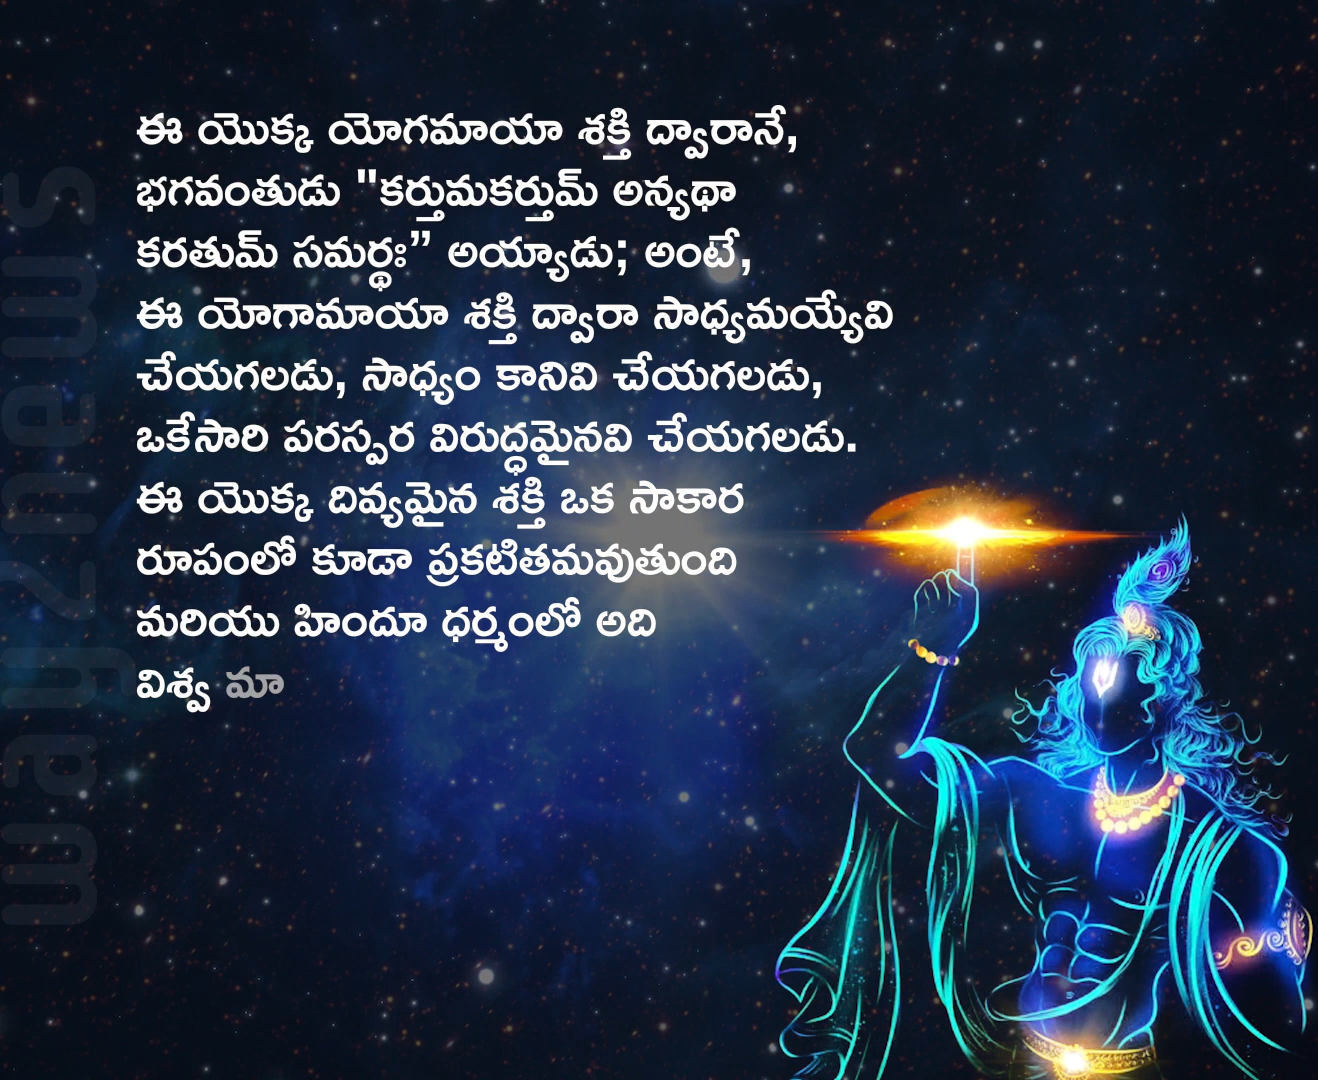 ఈ యొక్క యోగమాయా శక్తి ద్వారానే,
భగవంతుడు "కర్తుమకర్తుమ్ అన్యథా
కరతుమ్ సమర్థః” అయ్యాడు; అంటే,
ఈ యోగామాయా శక్తి ద్వారా సాధ్యమయ్యేవి
చేయగలడు, సాధ్యం కానివి చేయగలడు,
ఒకేసారి పరస్పర విరుద్ధమైనవి చేయగలడు.
ఈ యొక్క దివ్యమైన శక్తి ఒక సాకార
రూపంలో కూడా ప్రకటితమవుతుంది
మరియు హిందూ ధర్మంలో అది
విశ్వ మా
way2news